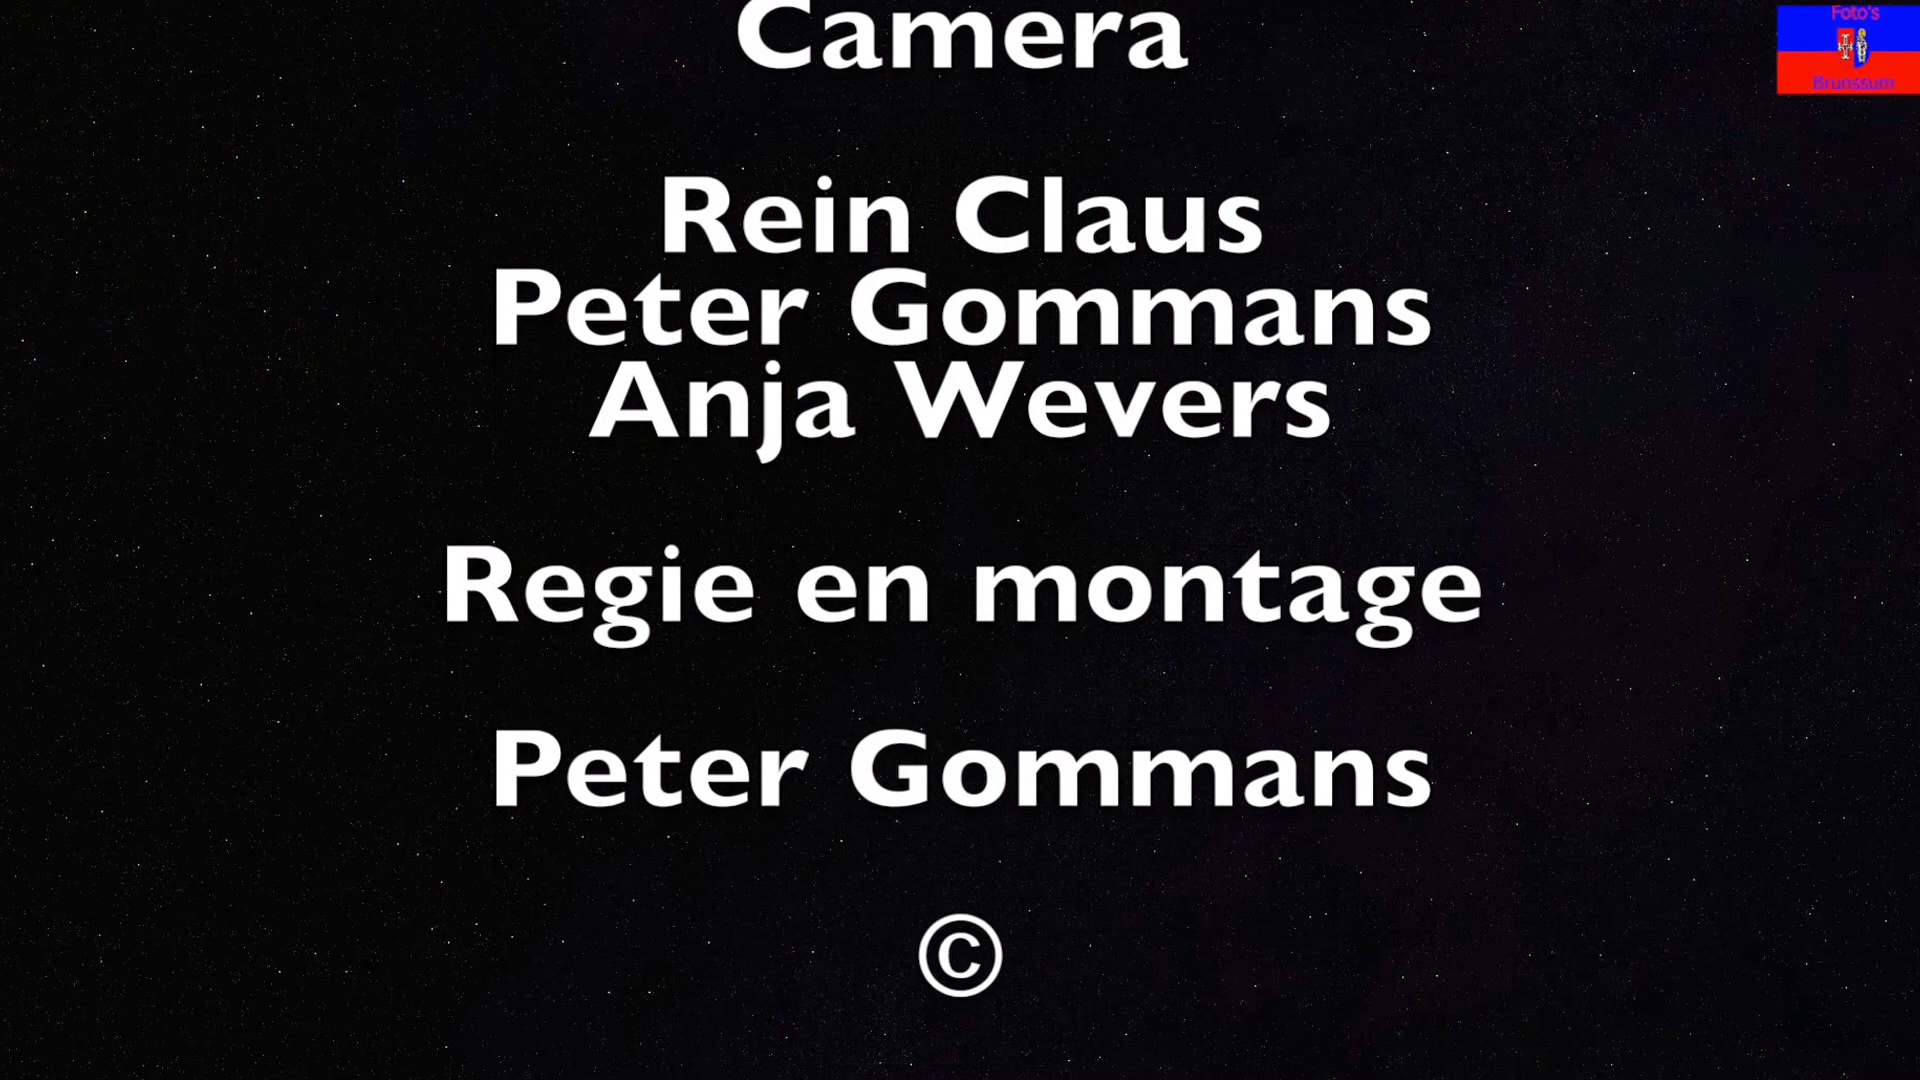 Camera
Foto's
Brunssum
Rein Claus
Peter Gommans
Anja Wevers
Regie en montage
Peter Gommans
©